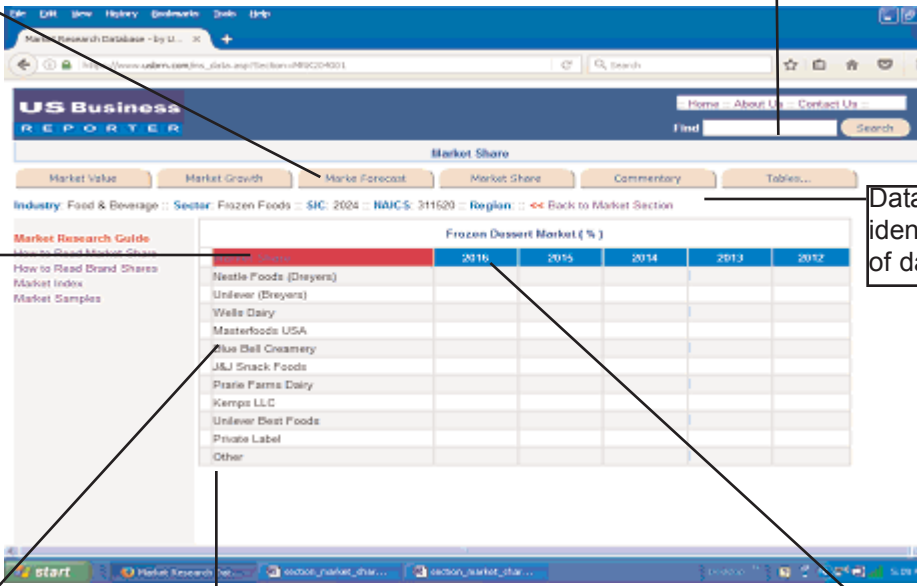 File Edit View History Bookmarks Tools Help
Market Research Database - by U...
Search
US Business
REPORTER
:: Home :: About Us :: Contact Us ::
Find Search
Market Share
Market Value Market Growth Marke Forecast Market Share Commentary Tables...
Industry: Food & Beverage :: Sector: Frozen Foods :: SIC: 2024 :: NAICS: 311520 :: Region: :: << Back to Market Section
Data
iden
of da
Market Research Guide
How to Read Market Share
How to Read Brand Shares
Market Index
Market Samples
Frozen Dessert Market ( % )
Market Share 2016 2015 2014 2013 2012
Nestle Foods (Dreyers)
Unilever (Breyers)
Wells Dairy
Masterfoods USA
Blue Bell Creamery
J&J Snack Foods
Prarie Farms Dairy
Kemps LLC
Unilever Best Foods
Private Label
Other
start Market Research Dat... section_market_shar... section_market_shar...